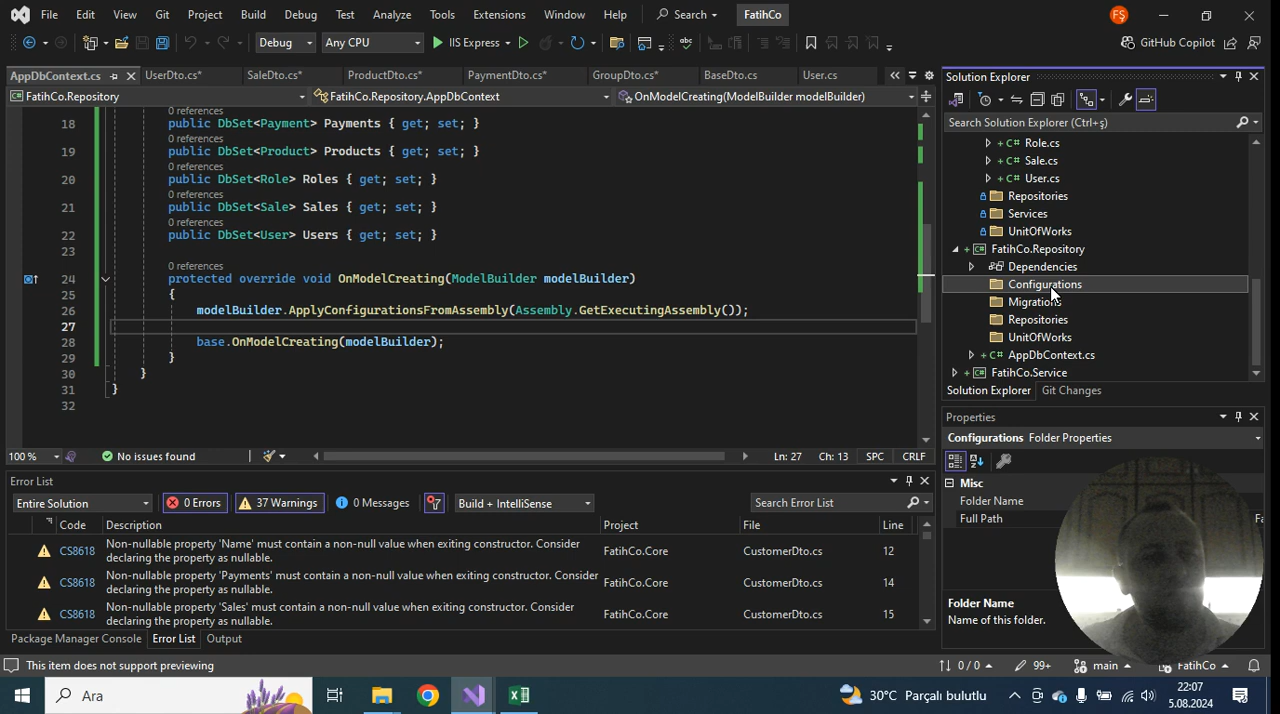 File Edit View Git Project Build Debug Test Analyze Tools Extensions Window Help Search FatihCo FŞ
Debug Any CPU IIS Express GitHub Copilot
AppDbContext.cs UserDto.cs* SaleDto.cs* ProductDto.cs* PaymentDto.cs* GroupDto.cs* BaseDto.cs User.cs
FatihCo.Repository FatihCo.Repository.AppDbContext OnModelCreating(ModelBuilder modelBuilder)
0 references
18 public DbSet<Payment> Payments { get; set; }
0 references
19 public DbSet<Product> Products { get; set; }
0 references
20 public DbSet<Role> Roles { get; set; }
0 references
21 public DbSet<Sale> Sales { get; set; }
0 references
22 public DbSet<User> Users { get; set; }
23
0 references
24 protected override void OnModelCreating(ModelBuilder modelBuilder)
25 {
26 modelBuilder.ApplyConfigurationsFromAssembly(Assembly.GetExecutingAssembly());
27
28 base.OnModelCreating(modelBuilder);
29 }
30 }
31 }
32
100 % No issues found Ln: 27 Ch: 13 SPC CRLF
Solution Explorer
Search Solution Explorer (Ctrl+ş)
C# Role.cs
C# Sale.cs
C# User.cs
Repositories
Services
UnitOfWorks
FatihCo.Repository
Dependencies
Configurations
Migrations
Repositories
UnitOfWorks
C# AppDbContext.cs
FatihCo.Service
Solution Explorer Git Changes
Properties
Configurations Folder Properties
Misc
Folder Name
Full Path
Folder Name
Name of this folder.
Error List
Entire Solution 0 Errors 37 Warnings 0 Messages Build + IntelliSense Search Error List
Code Description Project File Line
CS8618 Non-nullable property 'Name' must contain a non-null value when exiting constructor. Consider declaring the property as nullable. FatihCo.Core CustomerDto.cs 12
CS8618 Non-nullable property 'Payments' must contain a non-null value when exiting constructor. Consider declaring the property as nullable. FatihCo.Core CustomerDto.cs 14
CS8618 Non-nullable property 'Sales' must contain a non-null value when exiting constructor. Consider declaring the property as nullable. FatihCo.Core CustomerDto.cs 15
Package Manager Console Error List Output
This item does not support previewing 0 / 0 99+ main FatihCo
Ara 30°C Parçalı bulutlu 22:07
5.08.2024